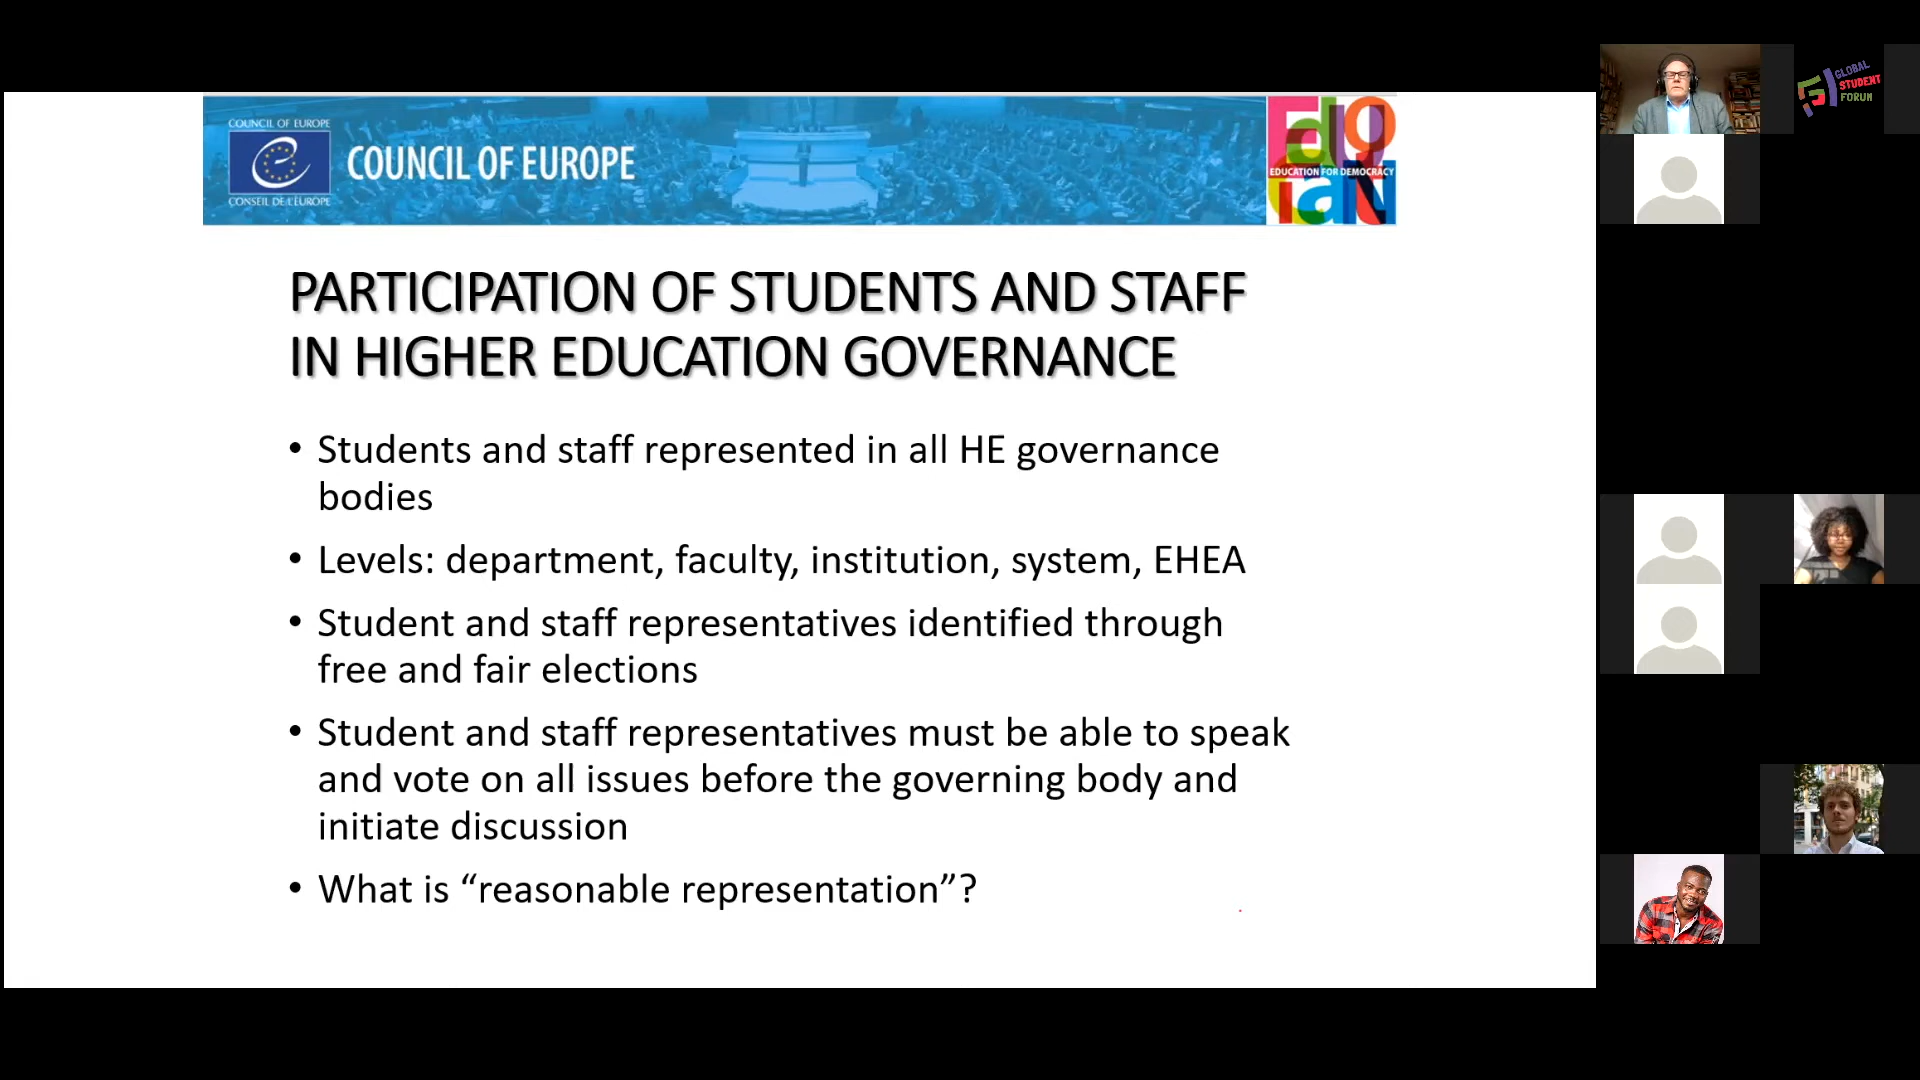 COUNCIL OF EUROPE
COUNCIL OF EUROPE
CONSEIL DE L'EUROPE
EDUCATION FOR DEMOCRACY
GLOBAL
STUDENT
FORUM
PARTICIPATION OF STUDENTS AND STAFF
IN HIGHER EDUCATION GOVERNANCE
• Students and staff represented in all HE governance
bodies
• Levels: department, faculty, institution, system, EHEA
• Student and staff representatives identified through
free and fair elections
• Student and staff representatives must be able to speak
and vote on all issues before the governing body and
initiate discussion
• What is “reasonable representation”?